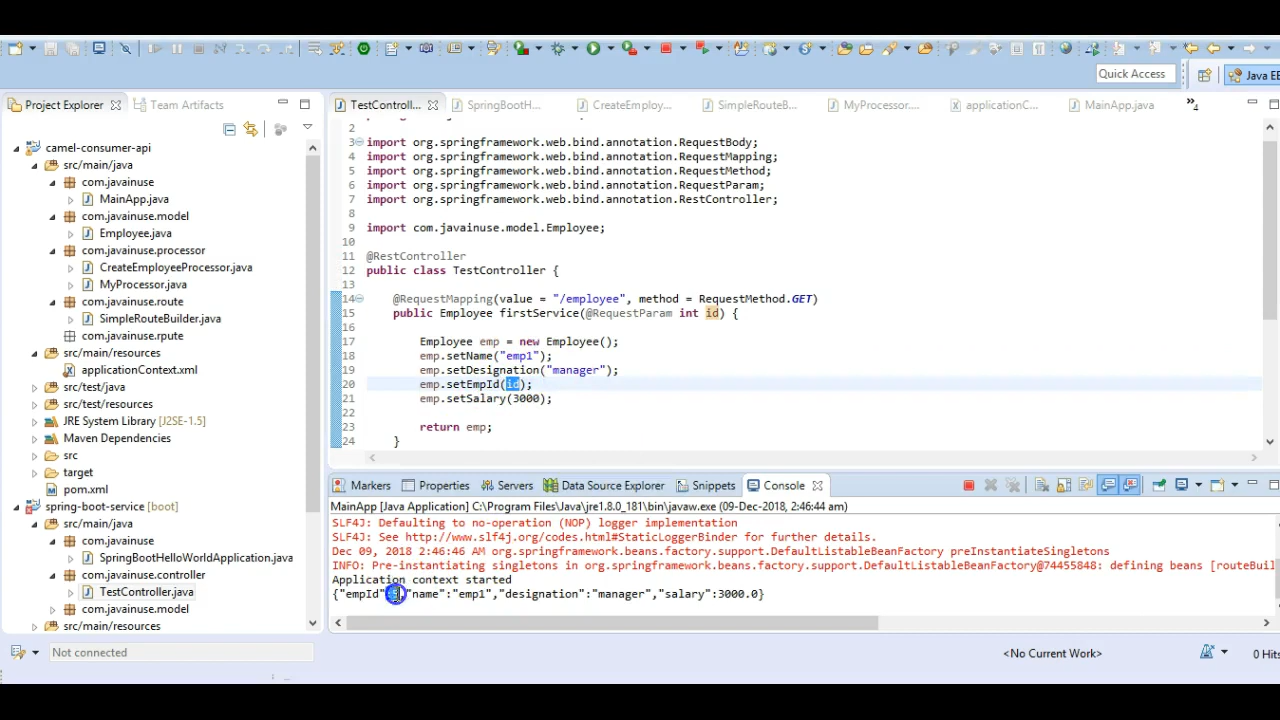 Quick Access
Java EE
Project Explorer
Team Artifacts
camel-consumer-api
src/main/java
com.javainuse
MainApp.java
com.javainuse.model
Employee.java
com.javainuse.processor
CreateEmployeeProcessor.java
MyProcessor.java
com.javainuse.route
SimpleRouteBuilder.java
com.javainuse.rpute
src/main/resources
applicationContext.xml
src/test/java
src/test/resources
JRE System Library [J2SE-1.5]
Maven Dependencies
src
target
pom.xml
spring-boot-service [boot]
src/main/java
com.javainuse
SpringBootHelloWorldApplication.java
com.javainuse.controller
TestController.java
com.javainuse.model
src/main/resources
TestControll... SpringBootH... CreateEmploy... SimpleRouteB... MyProcessor.... applicationC... MainApp.java 4
2
3 import org.springframework.web.bind.annotation.RequestBody;
4 import org.springframework.web.bind.annotation.RequestMapping;
5 import org.springframework.web.bind.annotation.RequestMethod;
6 import org.springframework.web.bind.annotation.RequestParam;
7 import org.springframework.web.bind.annotation.RestController;
8
9 import com.javainuse.model.Employee;
10
11 @RestController
12 public class TestController {
13
14 @RequestMapping(value = "/employee", method = RequestMethod.GET)
15 public Employee firstService(@RequestParam int id) {
16
17 Employee emp = new Employee();
18 emp.setName("emp1");
19 emp.setDesignation("manager");
20 emp.setEmpId(id);
21 emp.setSalary(3000);
22
23 return emp;
24 }
Markers Properties Servers Data Source Explorer Snippets Console
MainApp [Java Application] C:\Program Files\Java\jre1.8.0_181\bin\javaw.exe (09-Dec-2018, 2:46:44 am)
SLF4J: Defaulting to no-operation (NOP) logger implementation
SLF4J: See http://www.slf4j.org/codes.html#StaticLoggerBinder for further details.
Dec 09, 2018 2:46:46 AM org.springframework.beans.factory.support.DefaultListableBeanFactory preInstantiateSingletons
INFO: Pre-instantiating singletons in org.springframework.beans.factory.support.DefaultListableBeanFactory@74455848: defining beans [routeBuil
Application context started
{"empId" "name":"emp1","designation":"manager","salary":3000.0}
Not connected
<No Current Work>
0 Hits